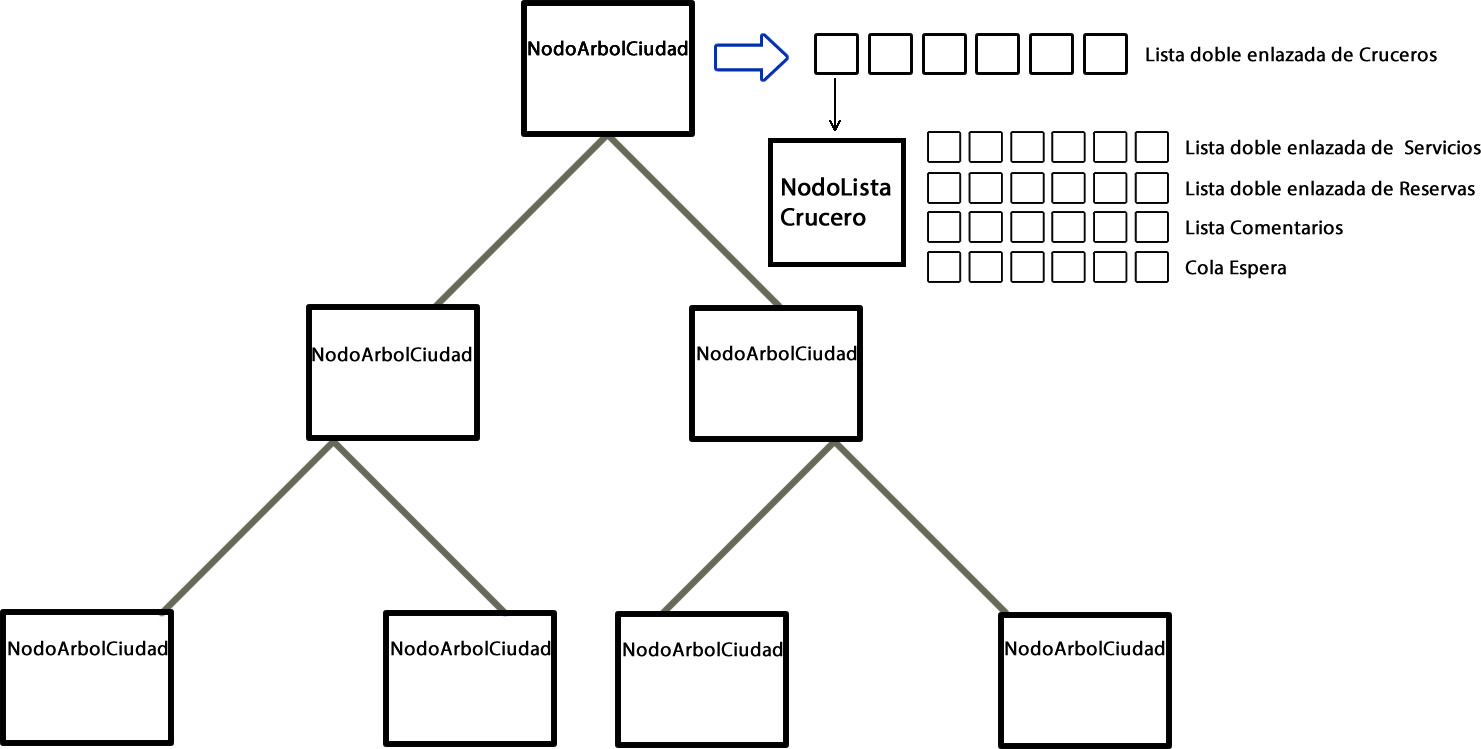 NodoArbolCiudad
Lista doble enlazada de Cruceros
NodoLista
Crucero
Lista doble enlazada de  Servicios
Lista doble enlazada de Reservas
Lista Comentarios
Cola Espera
NodoArbolCiudad
NodoArbolCiudad
NodoArbolCiudad
NodoArbolCiudad
NodoArbolCiudad
NodoArbolCiudad